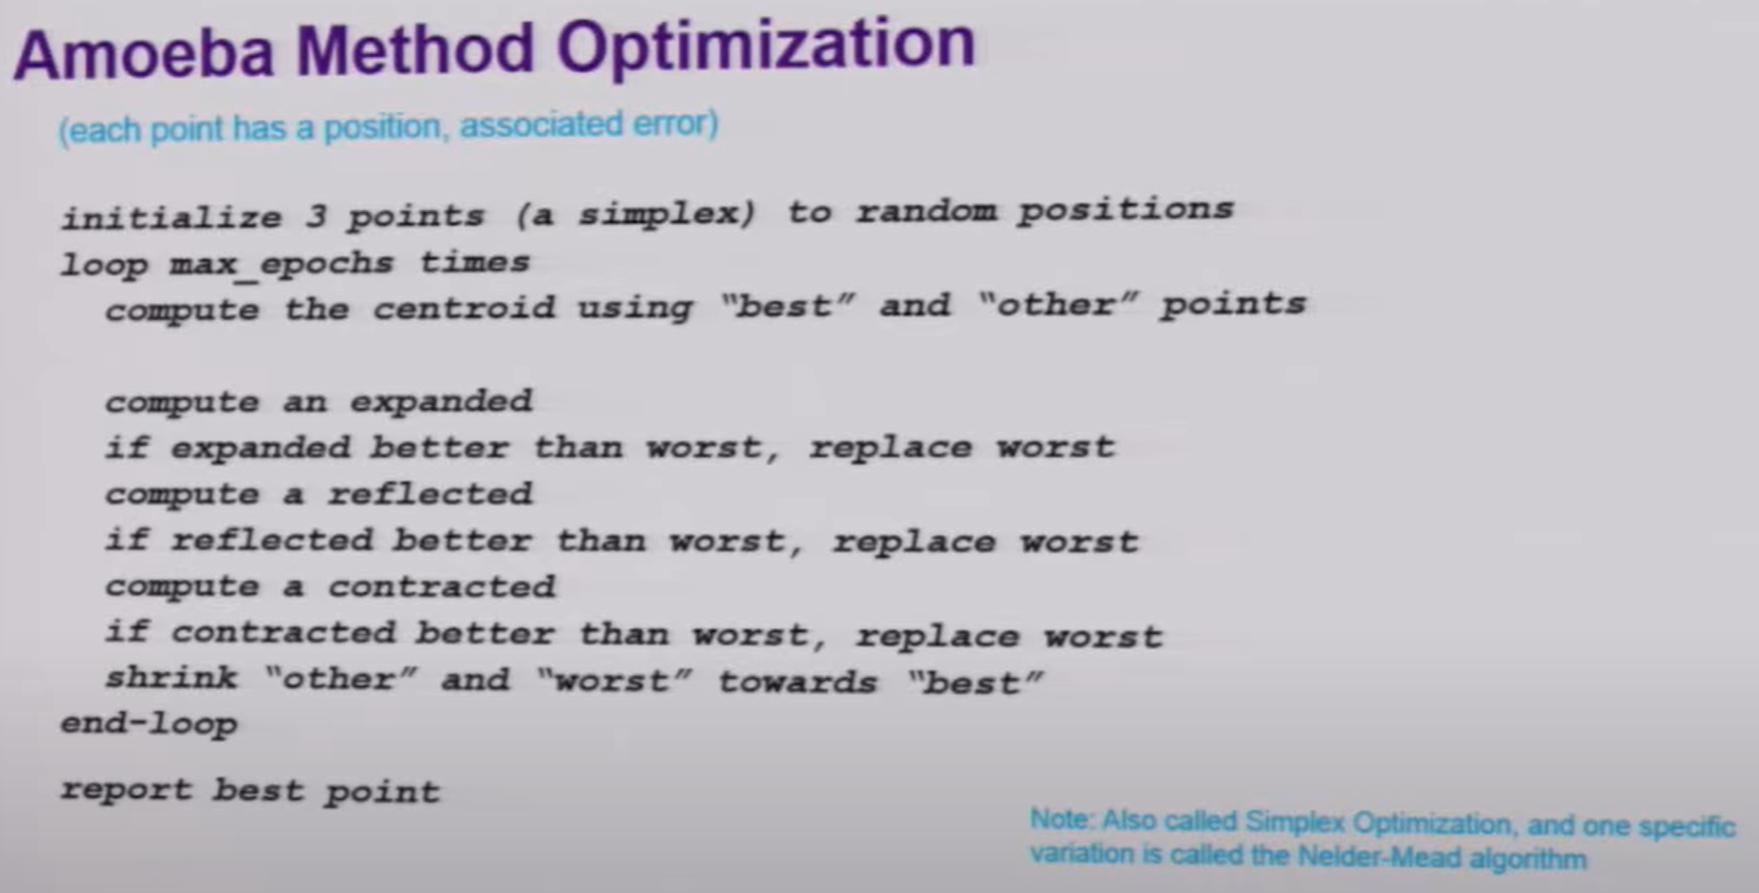 Amoeba Method Optimization
(each point has a position, associated error)
initialize 3 points (a simplex) to random positions
loop max_epochs times
compute the centroid using “best” and “other” points
compute an expanded
if expanded better than worst, replace worst
compute a reflected
if reflected better than worst, replace worst
compute a contracted
if contracted better than worst, replace worst
shrink “other” and “worst” towards “best”
end-loop
report best point
Note: Also called Simplex Optimization, and one specific
variation is called the Nelder-Mead algorithm